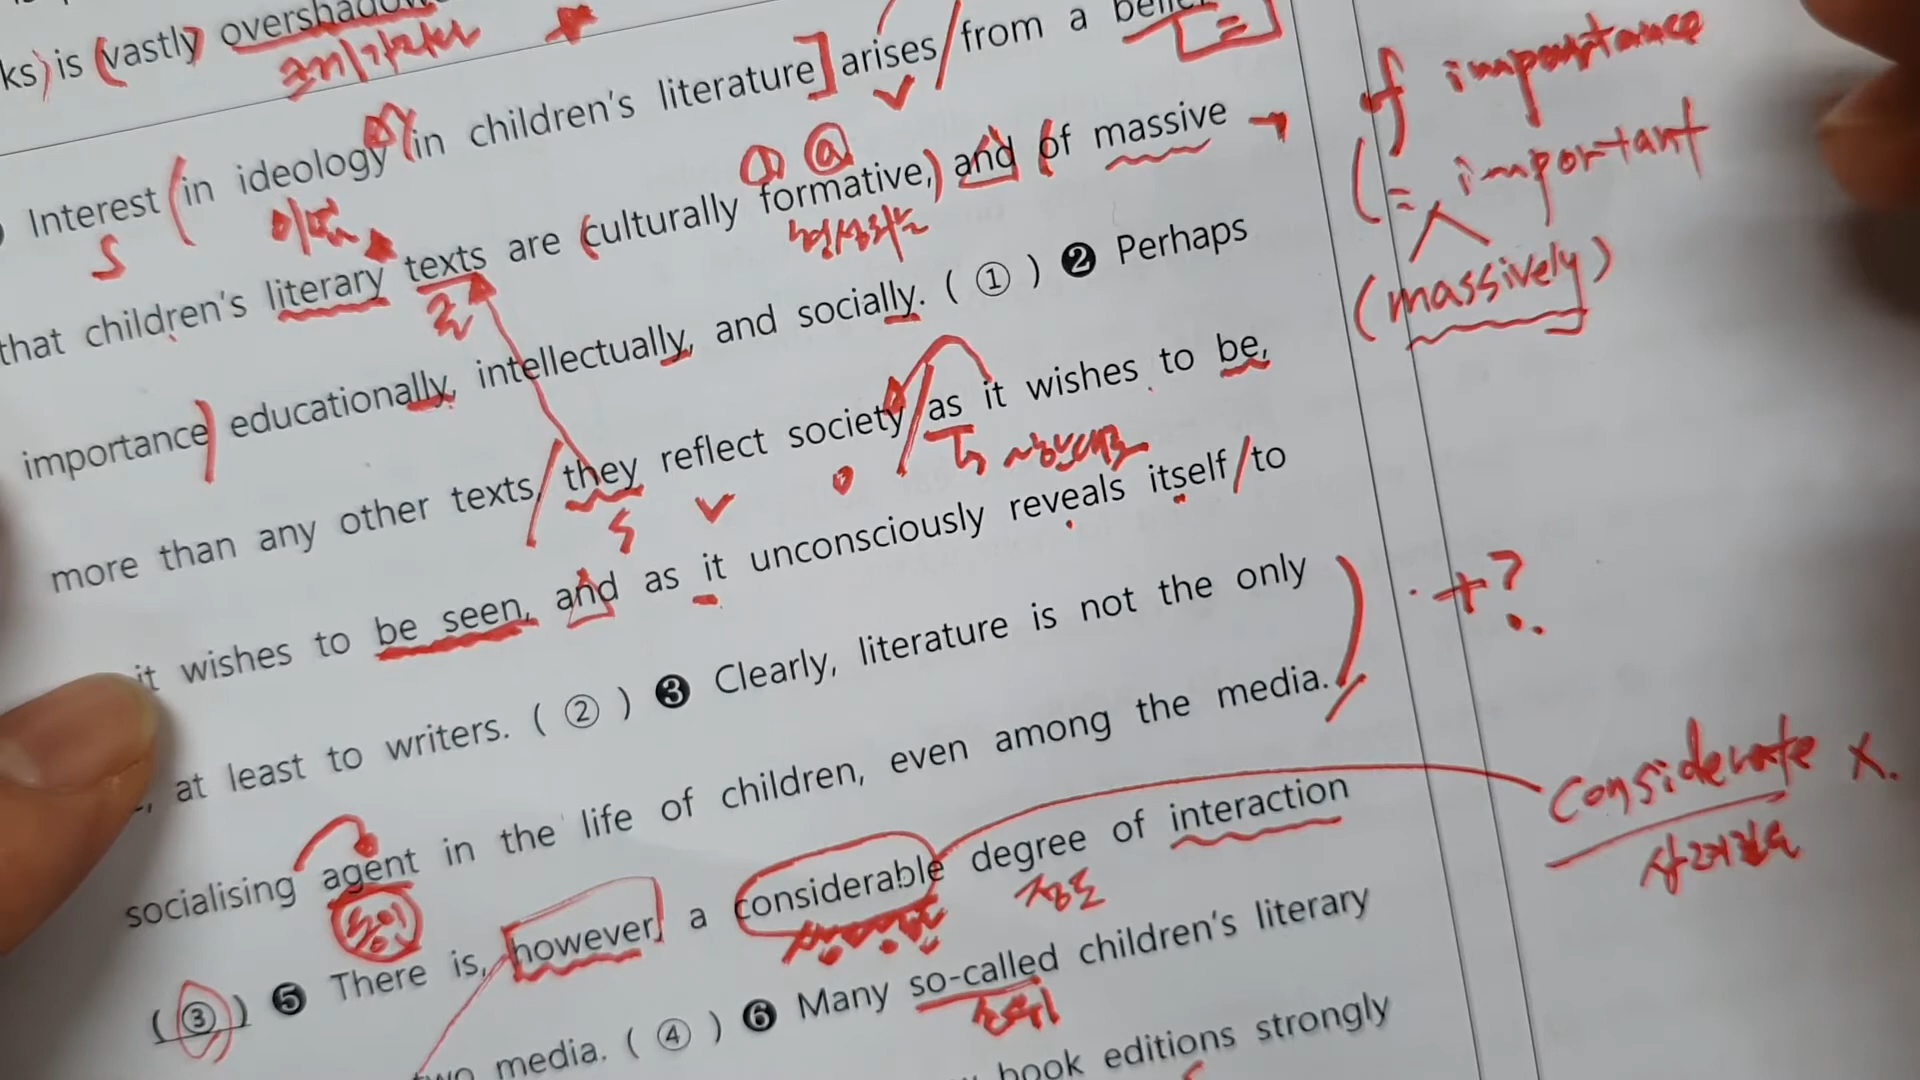 ks) is (vastly) overshadow
of importance
Interest in ideology in children's literature] arises from a belief
= important
that children's literary texts are culturally formative, and of massive
(massively)
importance educationally, intellectually, and socially. ( ① ) ❷ Perhaps
more than any other texts, they reflect society as it wishes to be,
it wishes to be seen, and as it unconsciously reveals itself to
+?
, at least to writers. ( ② ) ❸ Clearly, literature is not the only
socialising agent in the life of children, even among the media.
considerate X.
( ③ ) ❺ There is, however, a considerable degree of interaction
정도
two media. ( ④ ) ❻ Many so-called children's literary
book editions strongly